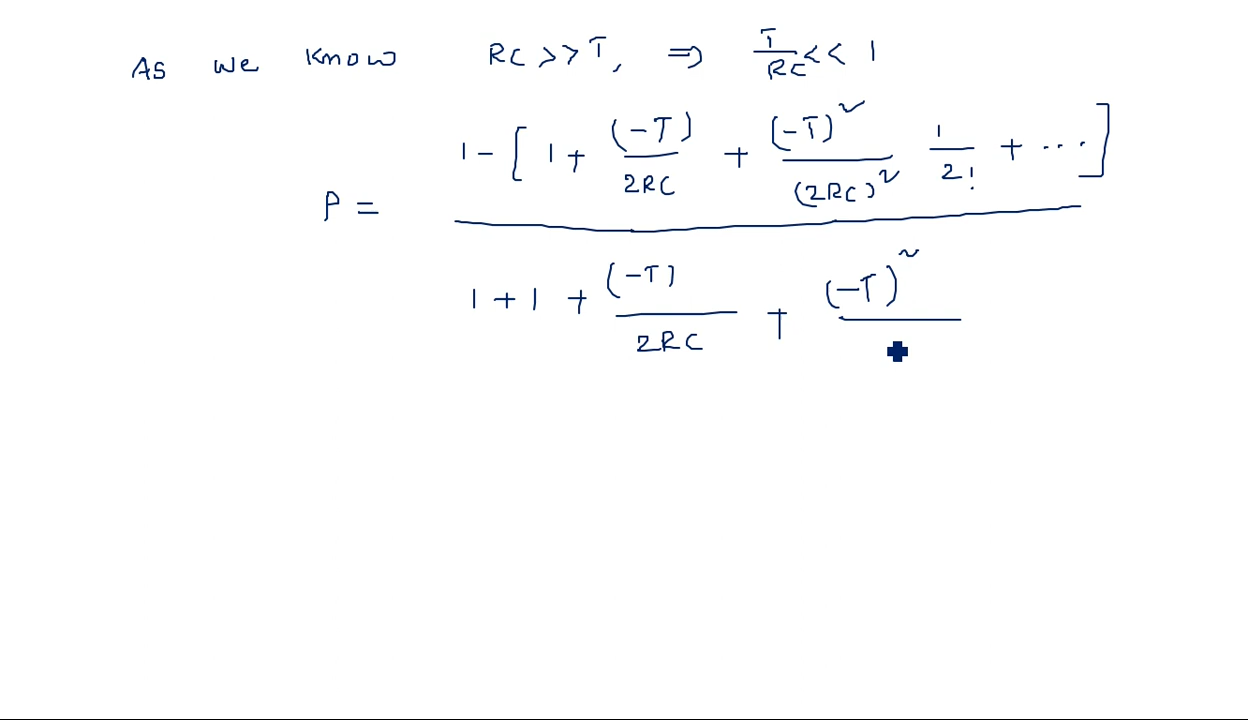 As we know RC >> T, ⇒ T/RC << 1
P = 1 - [1 + (-T)/2RC + (-T)²/(2RC)² 1/2! + ...]
1 + 1 + (-T)/2RC + (-T)²/